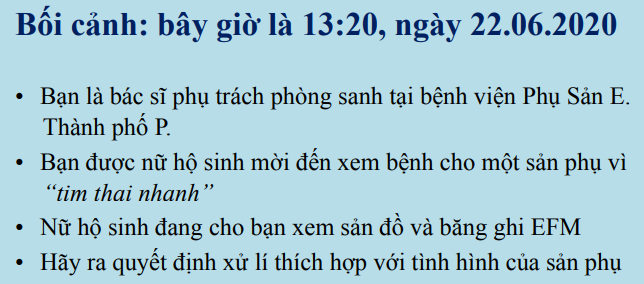 Bối cảnh: bây giờ là 13:20, ngày 22.06.2020
• Bạn là bác sĩ phụ trách phòng sanh tại bệnh viện Phụ Sản E.
Thành phố P.
• Bạn được nữ hộ sinh mời đến xem bệnh cho một sản phụ vì
“tim thai nhanh”
• Nữ hộ sinh đang cho bạn xem sản đồ và băng ghi EFM
• Hãy ra quyết định xử lí thích hợp với tình hình của sản phụ